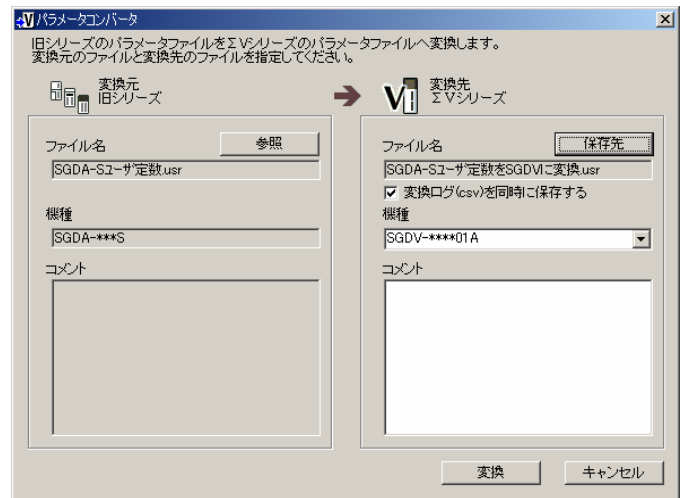 パラメータコンバータ
旧シリーズのパラメータファイルをΣVシリーズのパラメータファイルへ変換します。
変換元のファイルと変換先のファイルを指定してください。
変換元
旧シリーズ
変換先
ΣVシリーズ
ファイル名
参照
SGDA-Sユーザ定数.usr
機種
SGDA-***S
コメント
ファイル名
保存先
SGDA-Sユーザ定数をSGDVに変換.usr
変換ログ(csv)を同時に保存する
機種
SGDV-****01A
コメント
変換
キャンセル